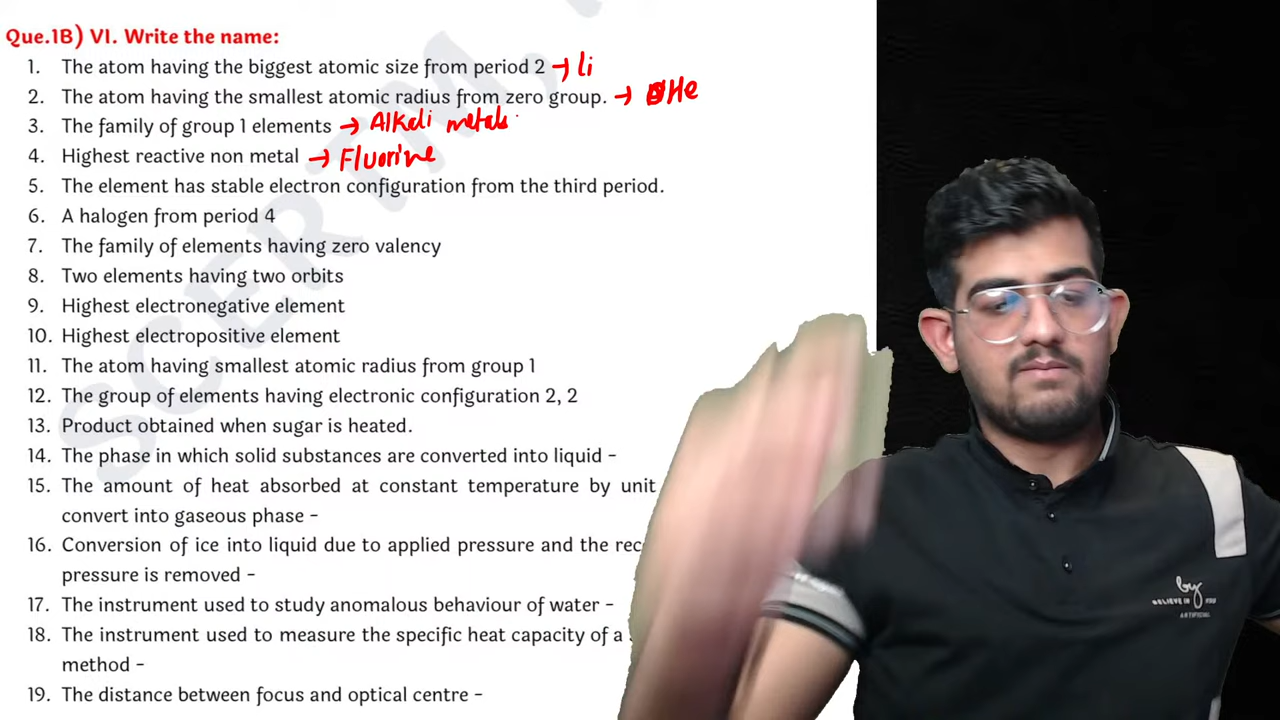 Que.1B) VI. Write the name:
1. The atom having the biggest atomic size from period 2 → Li
2. The atom having the smallest atomic radius from zero group. → He
3. The family of group 1 elements → Alkali metals
4. Highest reactive non metal → Fluorine
5. The element has stable electron configuration from the third period.
6. A halogen from period 4
7. The family of elements having zero valency
8. Two elements having two orbits
9. Highest electronegative element
10. Highest electropositive element
11. The atom having smallest atomic radius from group 1
12. The group of elements having electronic configuration 2, 2
13. Product obtained when sugar is heated.
14. The phase in which solid substances are converted into liquid -
15. The amount of heat absorbed at constant temperature by unit
convert into gaseous phase -
16. Conversion of ice into liquid due to applied pressure and the rec
pressure is removed -
17. The instrument used to study anomalous behaviour of water -
18. The instrument used to measure the specific heat capacity of a
method -
19. The distance between focus and optical centre -
SCERTM,
by
BELIEVE IN YOU